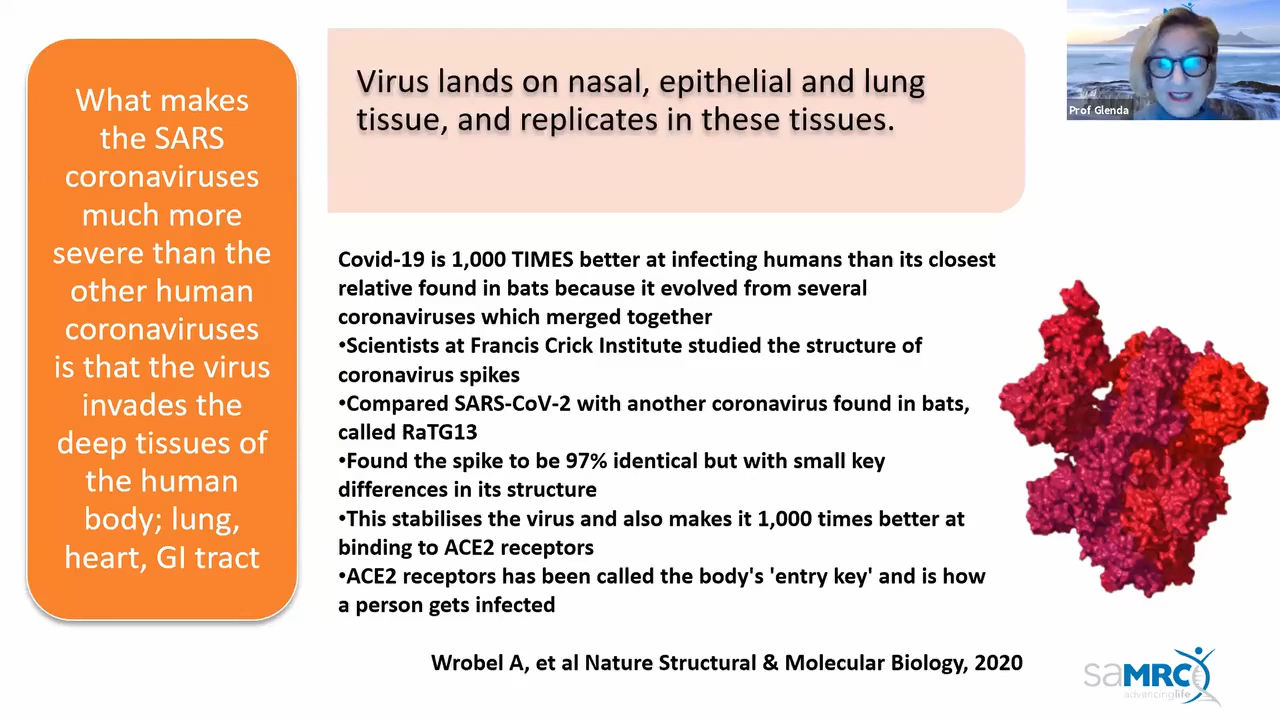 What makes
the SARS
coronaviruses
much more
severe than the
other human
coronaviruses
is that the virus
invades the
deep tissues of
the human
body; lung,
heart, GI tract
Virus lands on nasal, epithelial and lung
tissue, and replicates in these tissues.
Covid-19 is 1,000 TIMES better at infecting humans than its closest
relative found in bats because it evolved from several
coronaviruses which merged together
•Scientists at Francis Crick Institute studied the structure of
coronavirus spikes
•Compared SARS-CoV-2 with another coronavirus found in bats,
called RaTG13
•Found the spike to be 97% identical but with small key
differences in its structure
•This stabilises the virus and also makes it 1,000 times better at
binding to ACE2 receptors
•ACE2 receptors has been called the body's 'entry key' and is how
a person gets infected
Wrobel A, et al Nature Structural & Molecular Biology, 2020
Prof Glenda
saMRC
advancinglife